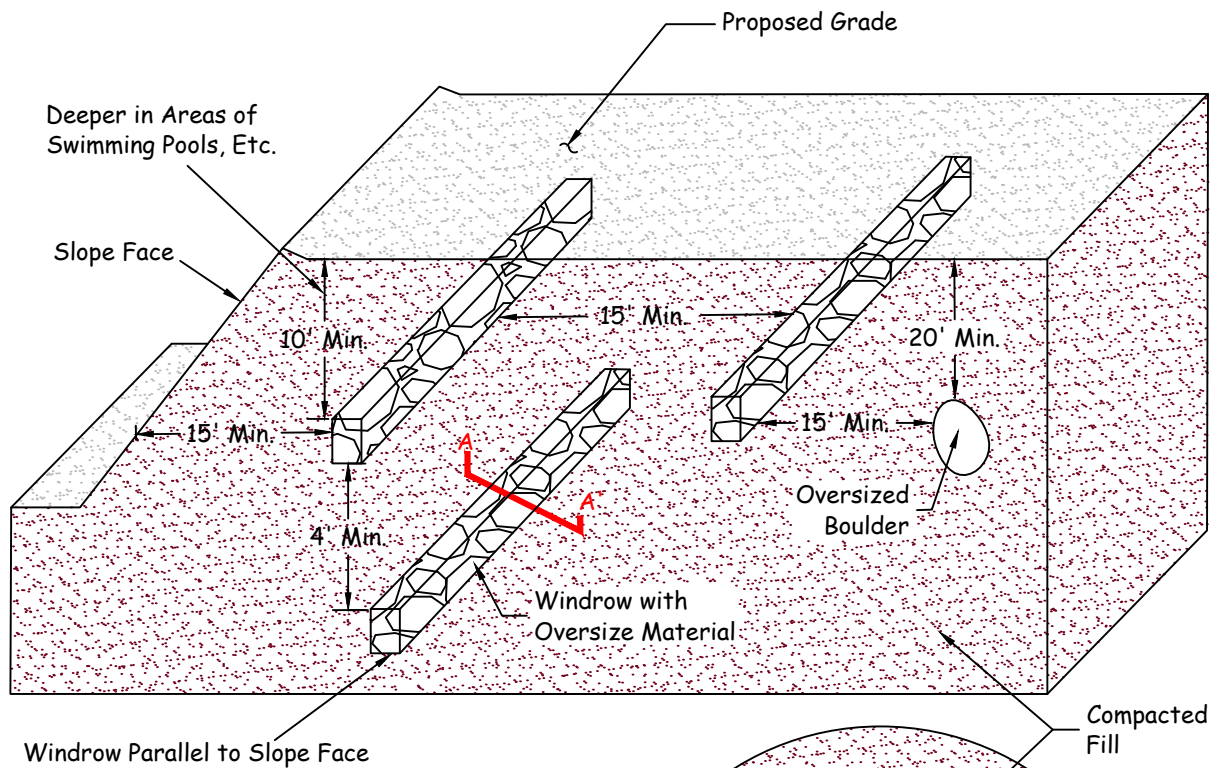 Proposed Grade
Deeper in Areas of
Swimming Pools, Etc.
Slope Face
10' Min.
15' Min.
20' Min.
15' Min.
15' Min.
A
A'
Oversized
Boulder
4' Min.
Windrow with
Oversize Material
Compacted
Fill
Windrow Parallel to Slope Face